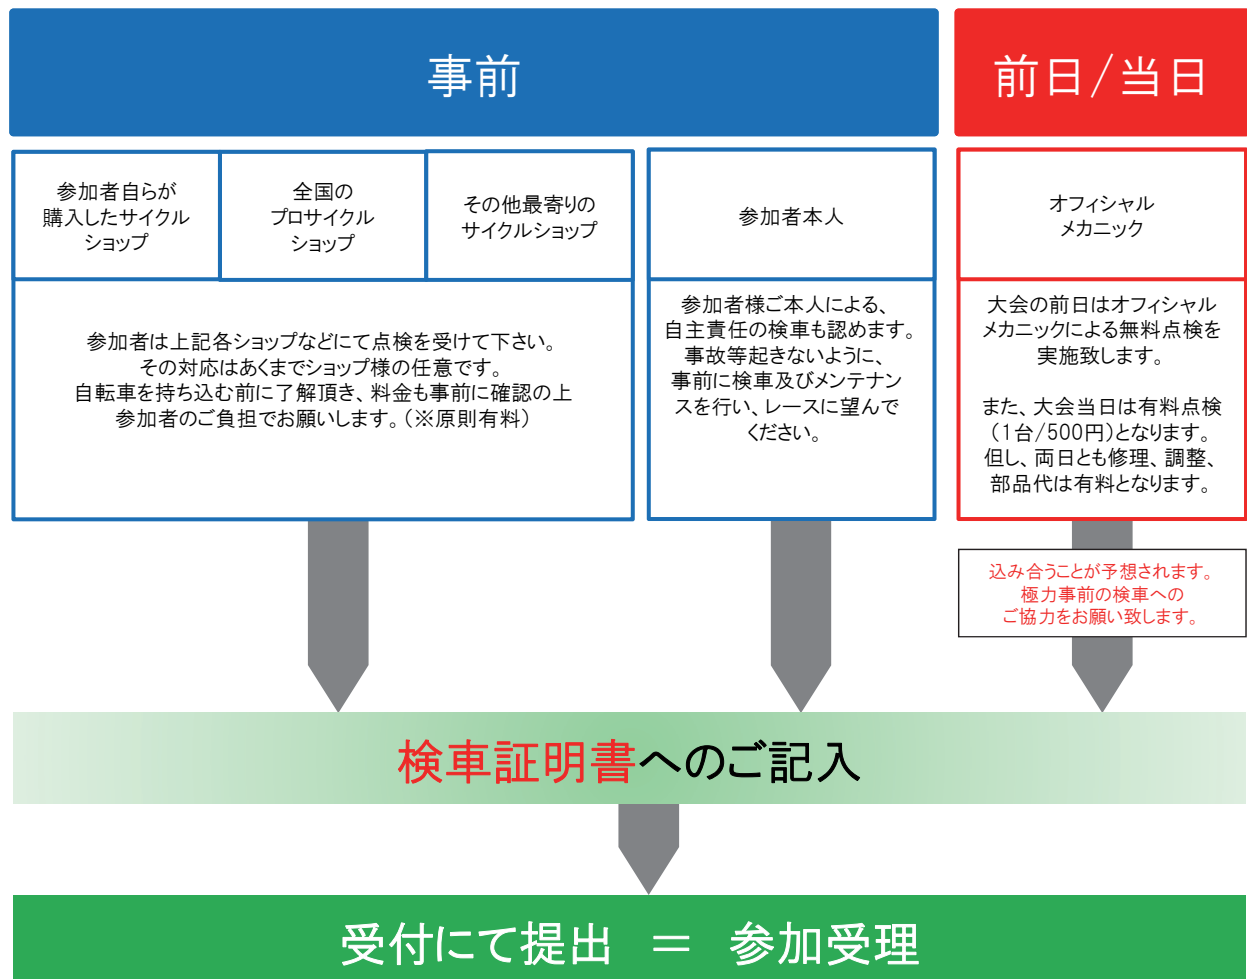 事前
前日/当日
参加者自らが
購入したサイクル
ショップ
全国の
プロサイクル
ショップ
その他最寄りの
サイクルショップ
参加者本人
オフィシャル
メカニック
参加者は上記各ショップなどにて点検を受けて下さい。
その対応はあくまでショップ様の任意です。
自転車を持ち込む前に了解頂き、料金も事前に確認の上
参加者のご負担でお願いします。(※原則有料)
参加者様ご本人による、
自主責任の検車も認めます。
事故等起きないように、
事前に検車及びメンテナン
スを行い、レースに望んで
ください。
大会の前日はオフィシャル
メカニックによる無料点検を
実施致します。
また、大会当日は有料点検
(1台/500円)となります。
但し、両日とも修理、調整、
部品代は有料となります。
込み合うことが予想されます。
極力事前の検車への
ご協力をお願い致します。
検車証明書へのご記入
受付にて提出 = 参加受理